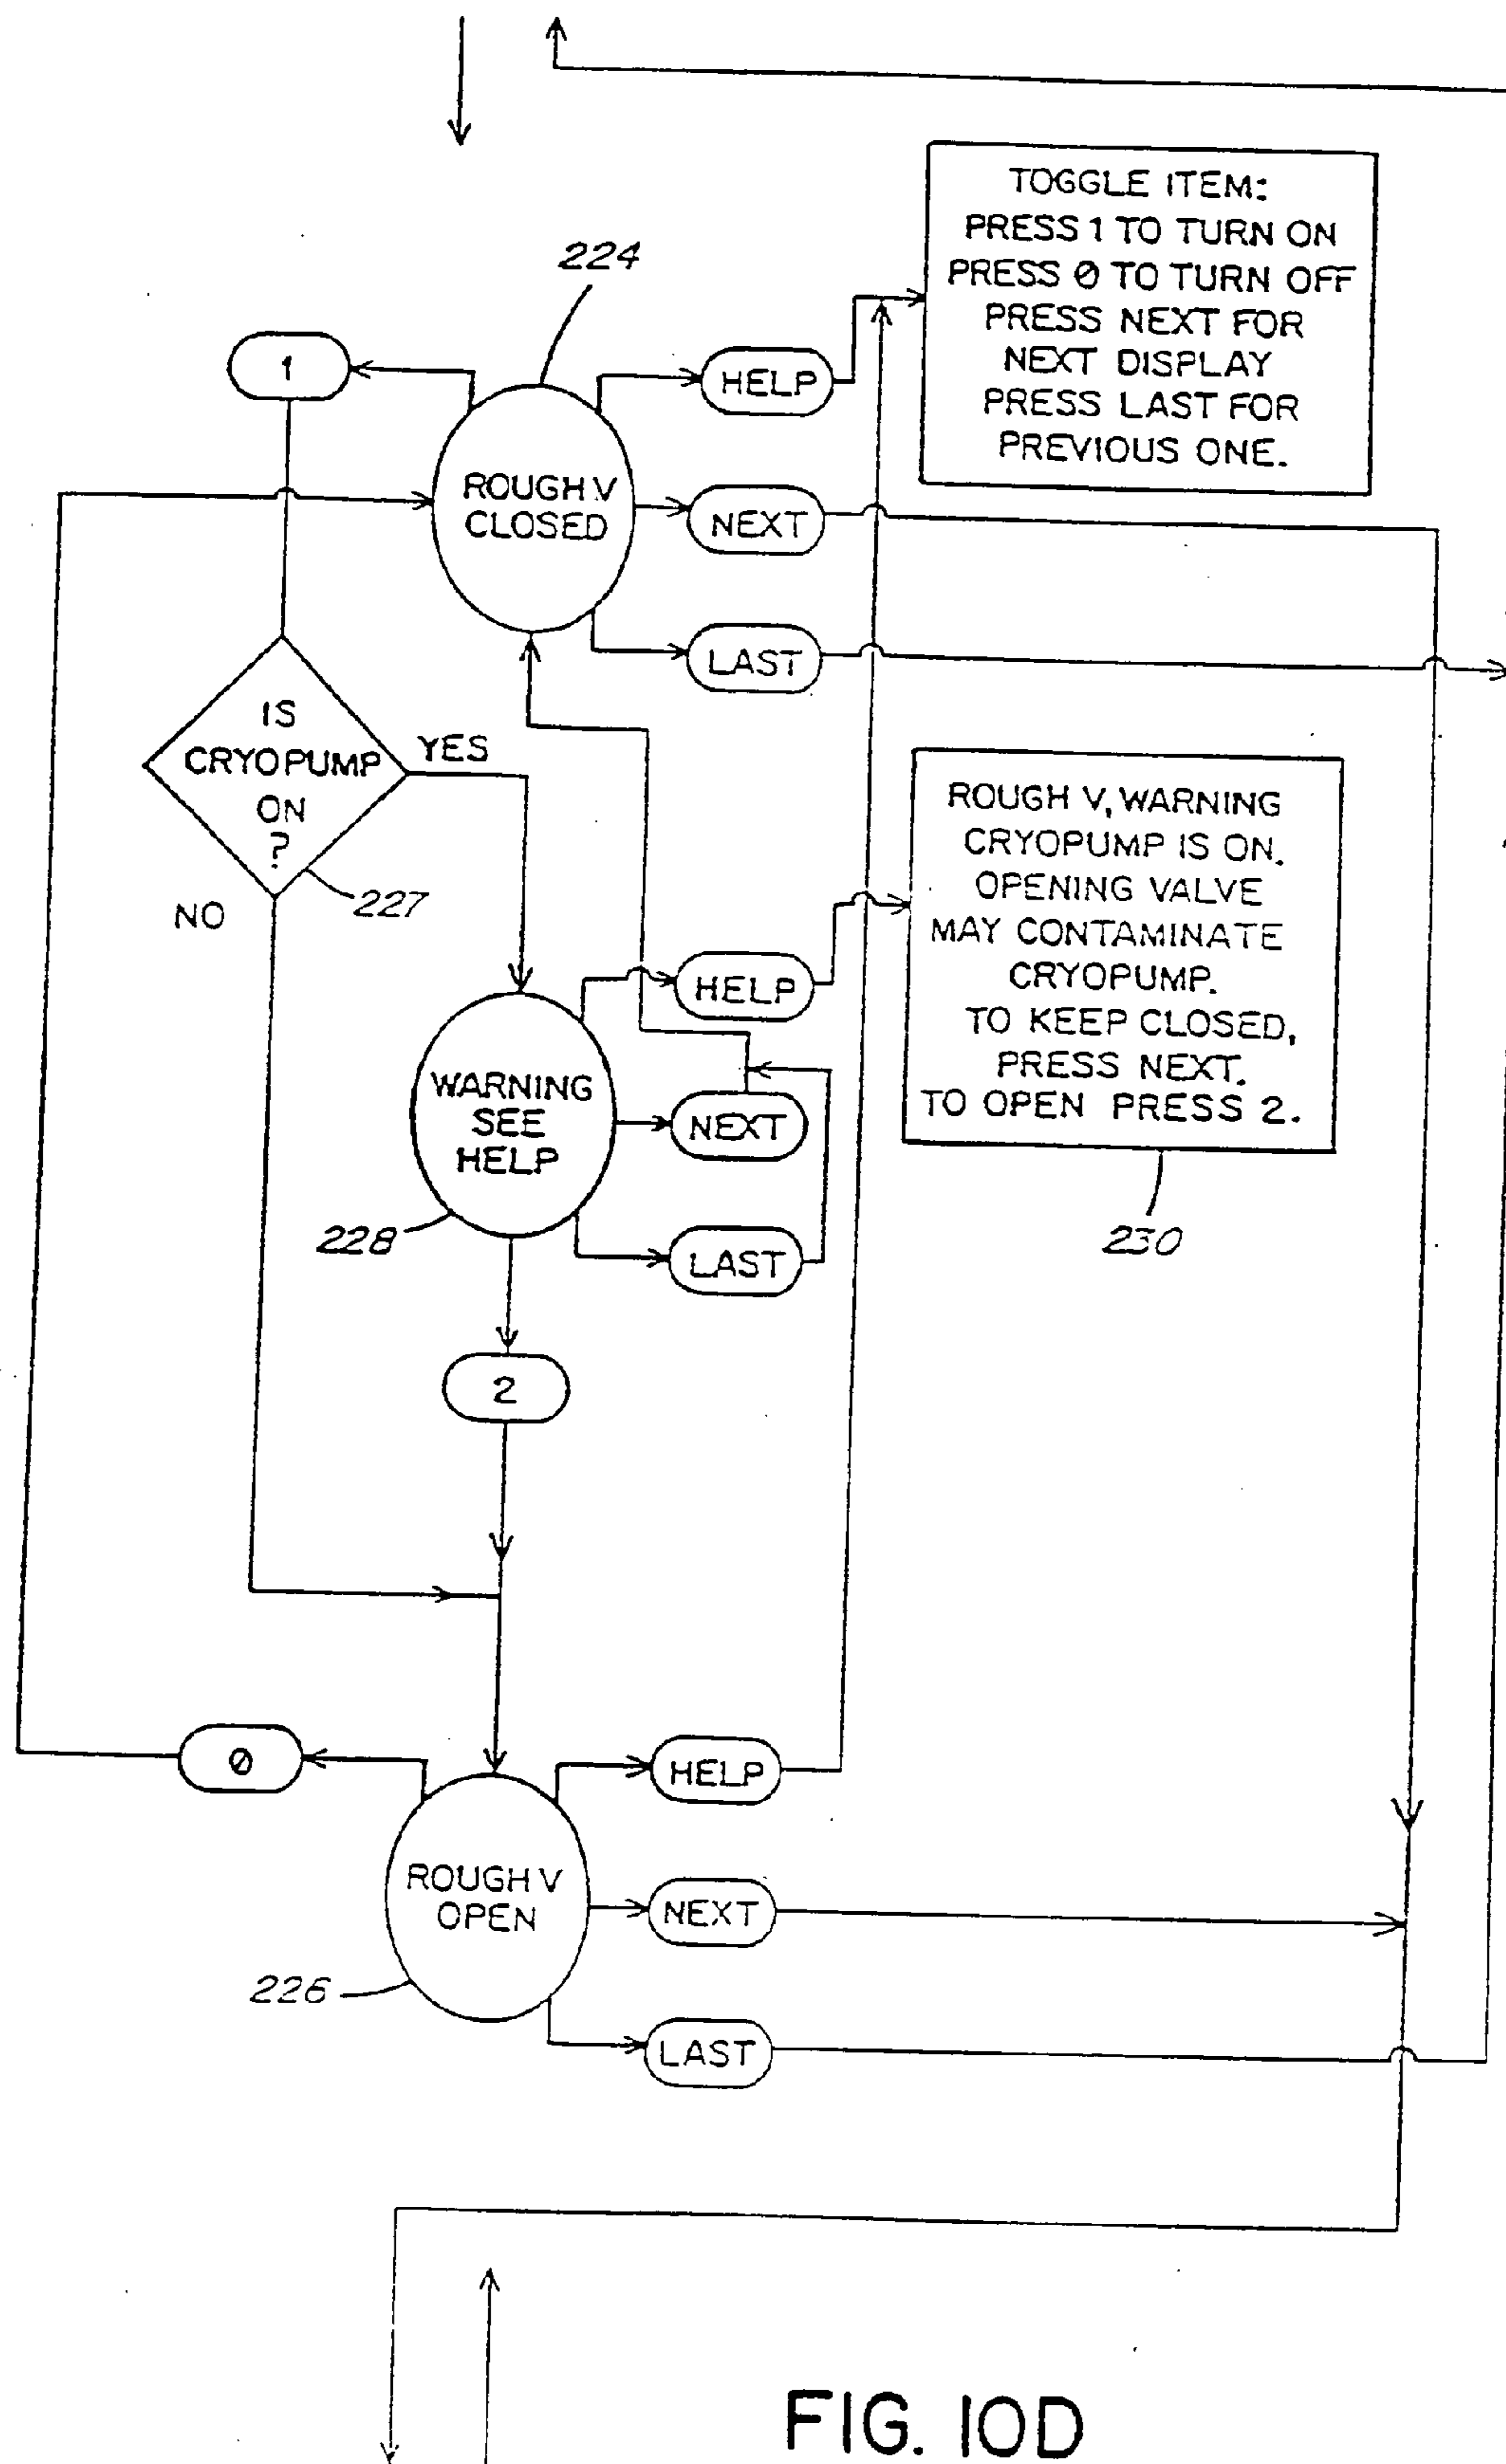 TOGGLE ITEM:
PRESS 1 TO TURN ON
PRESS 0 TO TURN OFF
PRESS NEXT FOR
NEXT DISPLAY
PRESS LAST FOR
PREVIOUS ONE.
224
1
HELP
ROUGH V
CLOSED
NEXT
LAST
IS
CRYOPUMP
ON
?
YES
NO
227
ROUGH V, WARNING
CRYOPUMP IS ON.
OPENING VALVE
MAY CONTAMINATE
CRYOPUMP.
TO KEEP CLOSED,
PRESS NEXT.
TO OPEN PRESS 2.
230
HELP
WARNING
SEE
HELP
NEXT
228
LAST
2
0
HELP
ROUGH V
OPEN
NEXT
226
LAST
FIG. 10D